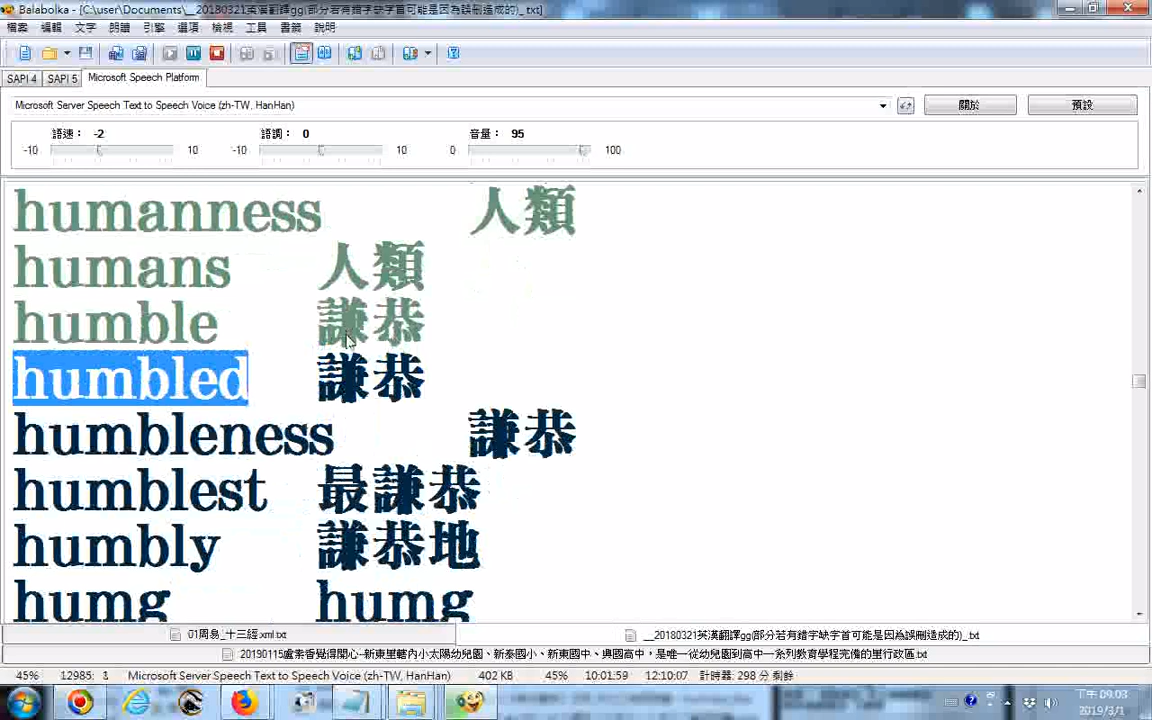 Balabolka - [C:\user\Documents\__20180321英漢翻譯gg(部分若有錯字缺字首可能是因為誤刪造成的)_.txt]
檔案 編輯 文字 朗讀 引擎 選項 檢視 工具 書籤 說明
SAPI 4 SAPI 5 Microsoft Speech Platform
Microsoft Server Speech Text to Speech Voice (zh-TW, HanHan) 關於 預設
語速： -2 語調： 0 音量： 95
-10 10 -10 10 0 100
humanness 人類
humans 人類
humble 謙恭
humbled 謙恭
humbleness 謙恭
humblest 最謙恭
humbly 謙恭地
humg humg
01周易_十三經.xml.txt __20180321英漢翻譯gg(部分若有錯字缺字首可能是因為誤刪造成的)_.txt
20190115盧素香覺得開心--新東里轄內小太陽幼兒園、新泰國小、新東國中、興國高中，是唯一從幼兒園到高中一系列教育學程完備的里行政區.txt
45% 12985: 1 Microsoft Server Speech Text to Speech Voice (zh-TW, HanHan) 402 KB 45% 10:01:59 12:10:07 計時器: 298 分 剩餘
下午 09:03
2019/3/1